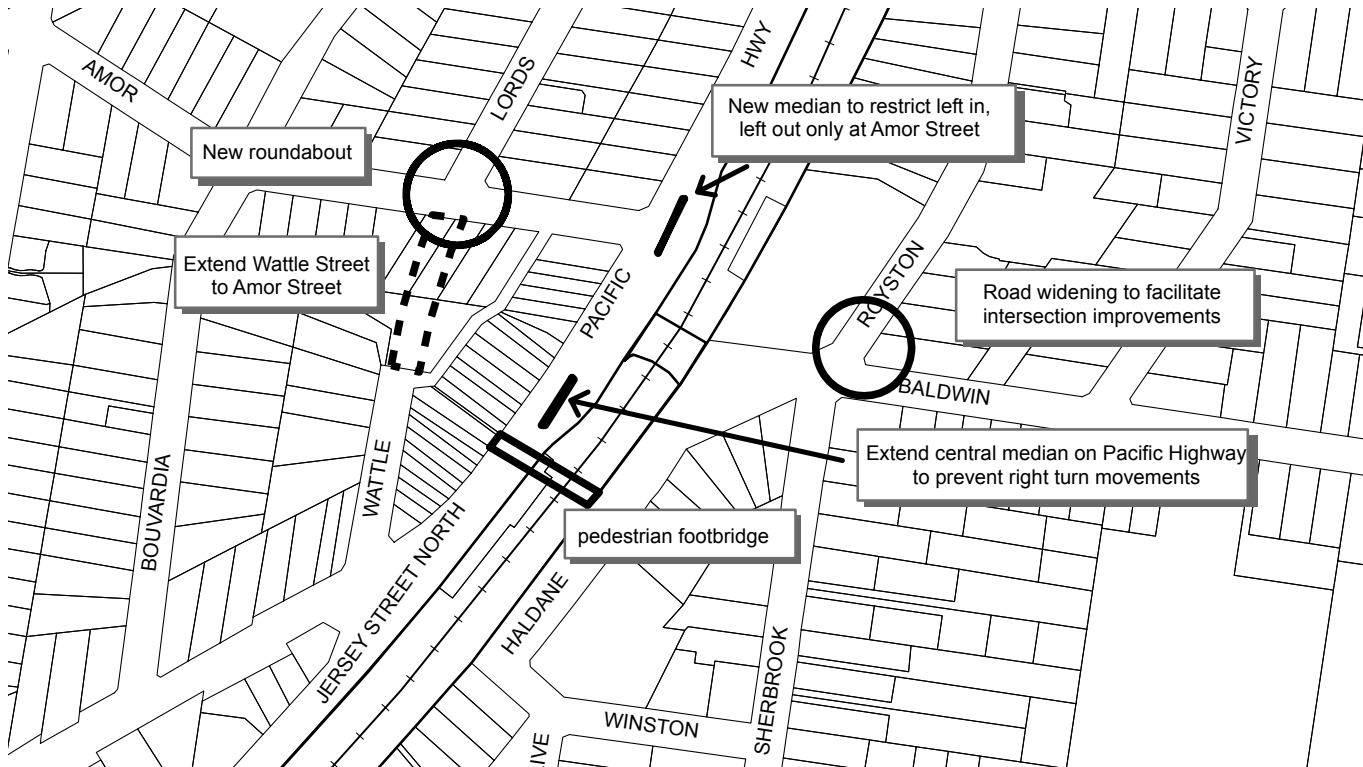 AMOR
LORDS
HWY
VICTORY
New median to restrict left in,
left out only at Amor Street
New roundabout
Extend Wattle Street
to Amor Street
PACIFIC
ROYSTON
Road widening to facilitate
intersection improvements
BALDWIN
Extend central median on Pacific Highway
to prevent right turn movements
BOUVARDIA
WATTLE
JERSEY STREET NORTH
pedestrian footbridge
HALDANE
SHERBROOK
WINSTON
IVE